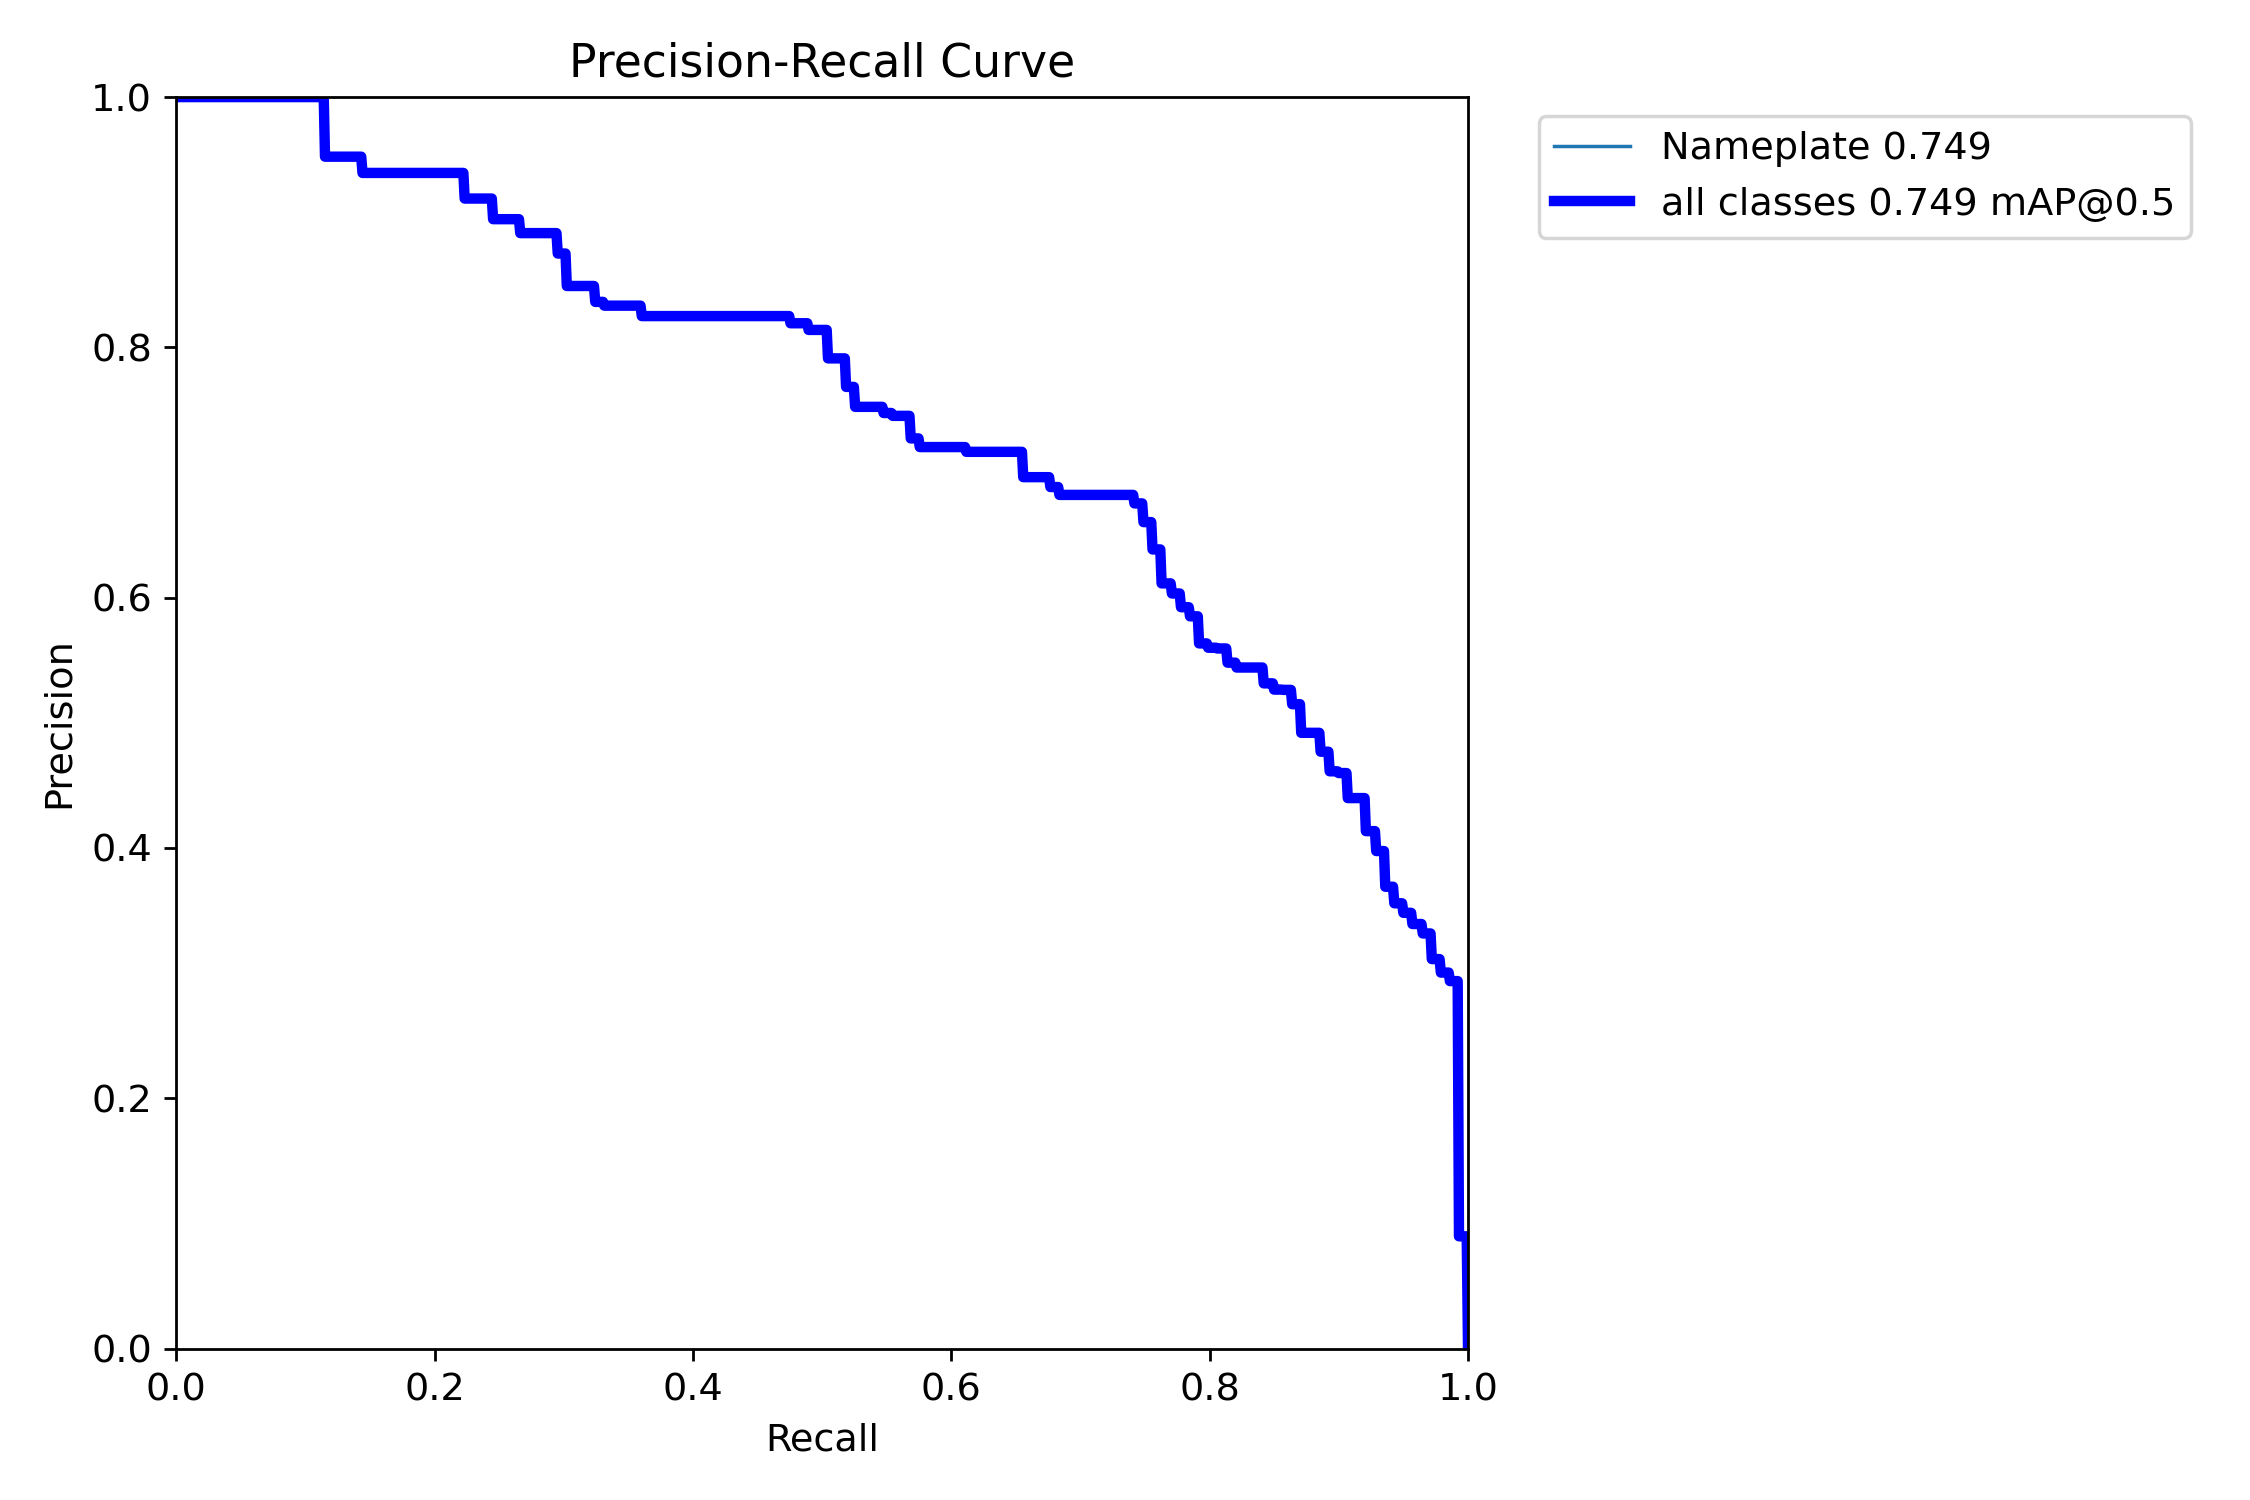 Precision-Recall Curve
Nameplate 0.749
all classes 0.749 mAP@0.5
1.0
0.8
0.6
0.4
0.2
0.0
Precision
0.0 0.2 0.4 0.6 0.8 1.0
Recall